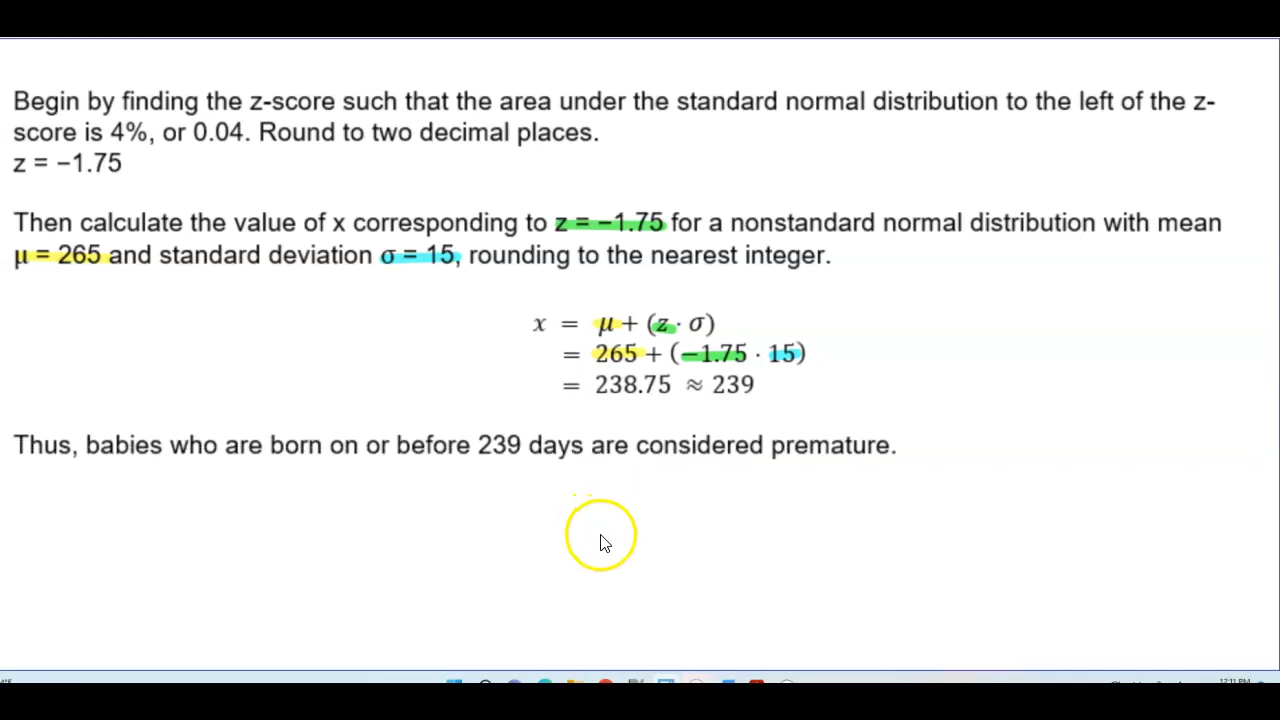 Begin by finding the z-score such that the area under the standard normal distribution to the left of the z-
score is 4%, or 0.04. Round to two decimal places.
z = −1.75
Then calculate the value of x corresponding to z = −1.75 for a nonstandard normal distribution with mean
μ = 265 and standard deviation σ = 15, rounding to the nearest integer.
x = μ + (z · σ)
= 265 + (−1.75 · 15)
= 238.75 ≈ 239
Thus, babies who are born on or before 239 days are considered premature.
12:11 PM